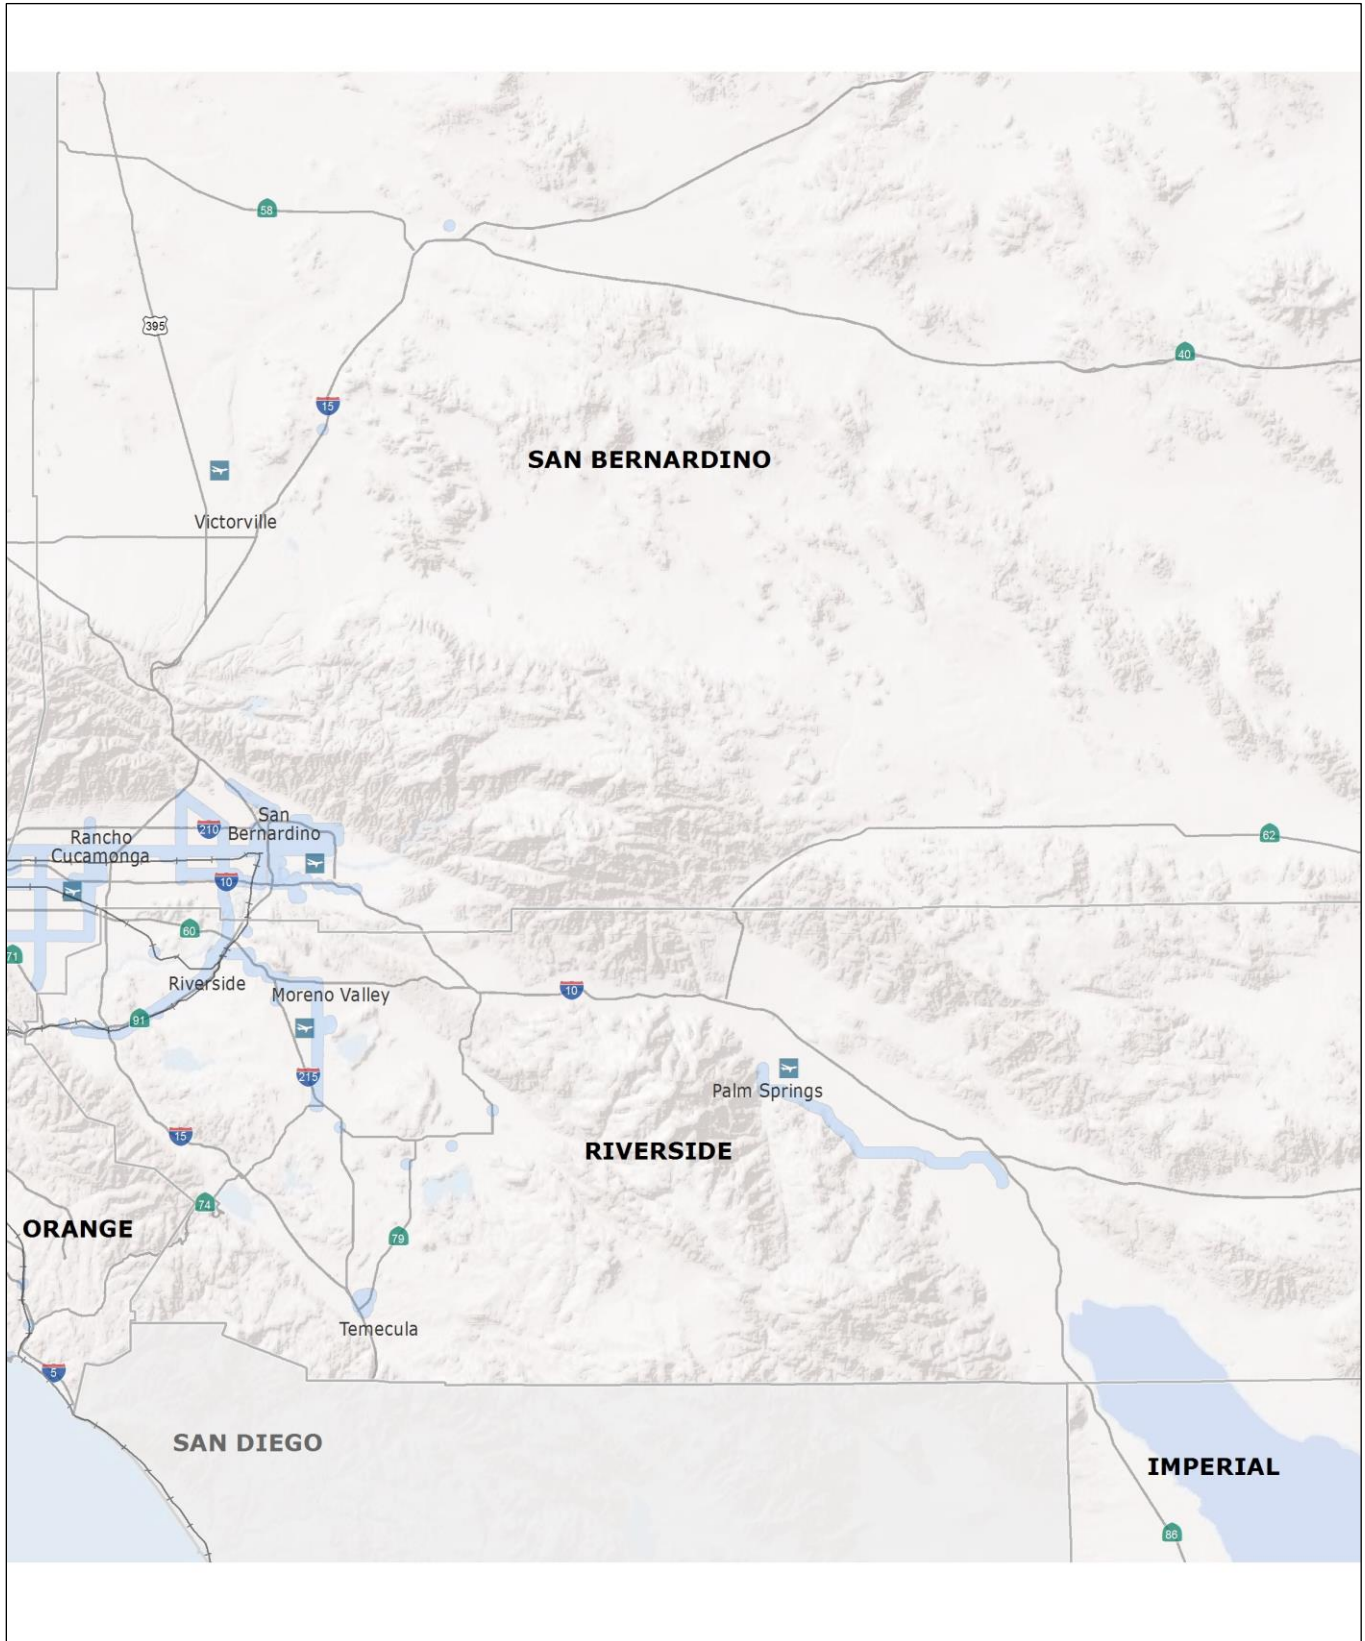 58
395
40
15
SAN BERNARDINO
Victorville
San
Bernardino
210
Rancho
Cucamonga
62
10
60
71
Riverside
Moreno Valley
10
91
215
Palm Springs
15
RIVERSIDE
74
ORANGE
79
Temecula
5
SAN DIEGO
IMPERIAL
86